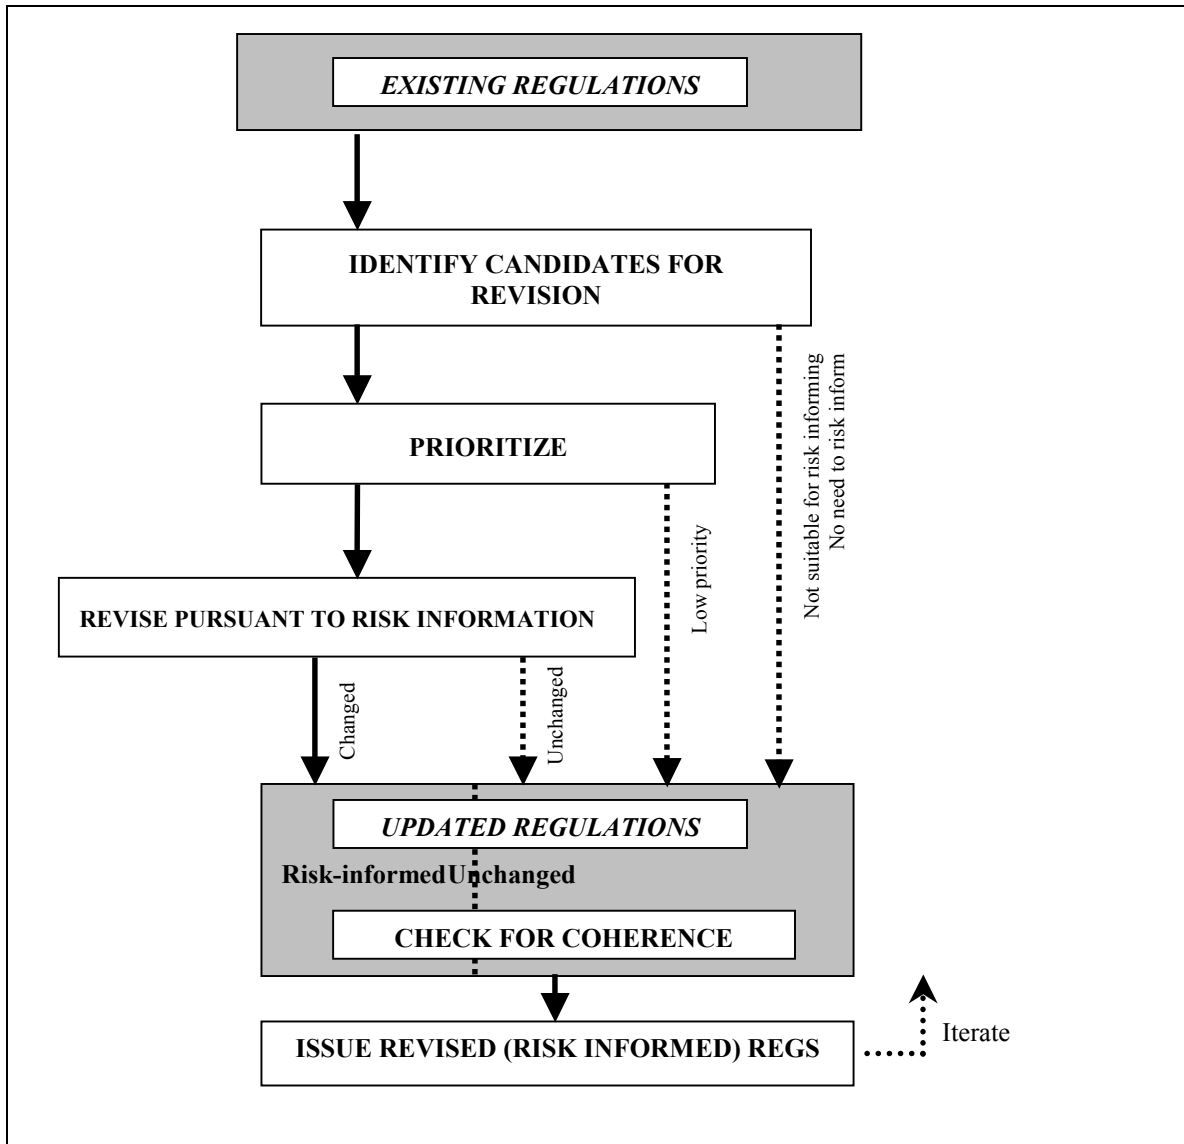 EXISTING REGULATIONS
IDENTIFY CANDIDATES FOR
REVISION
Not suitable for risk informing
No need to risk inform
PRIORITIZE
Low priority
REVISE PURSUANT TO RISK INFORMATION
Changed
Unchanged
UPDATED REGULATIONS
Risk-informed Unchanged
CHECK FOR COHERENCE
ISSUE REVISED (RISK INFORMED) REGS
Iterate